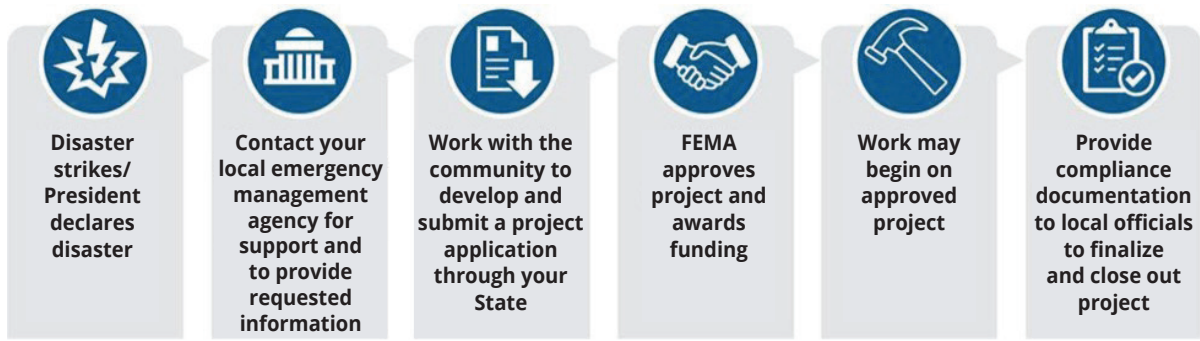 Disaster
strikes/
President
declares
disaster
Contact your
local emergency
management
agency for
support and
to provide
requested
information
Work with the
community to
develop and
submit a project
application
through your
State
FEMA
approves
project and
awards
funding
Work may
begin on
approved
project
Provide
compliance
documentation
to local officials
to finalize
and close out
project